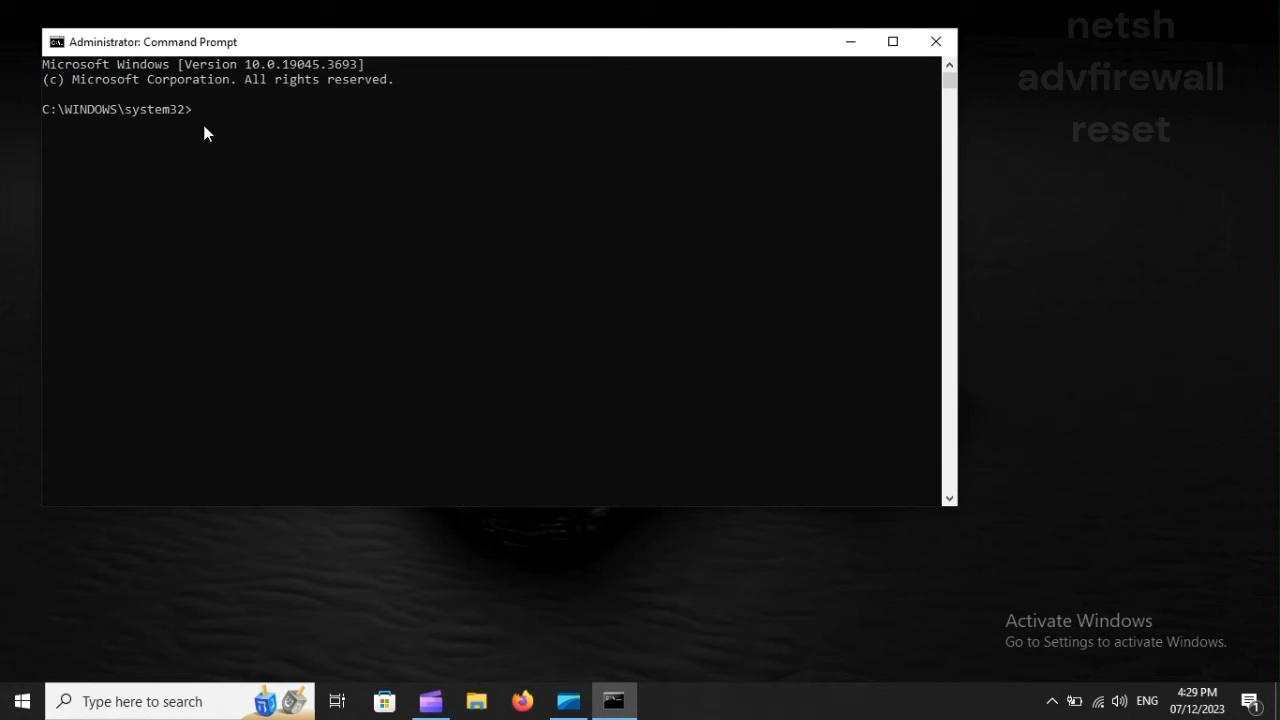 netsh
advfirewall
reset
Administrator: Command Prompt
Microsoft Windows [Version 10.0.19045.3693]
(c) Microsoft Corporation. All rights reserved.
C:\WINDOWS\system32>
Activate Windows
Go to Settings to activate Windows.
Type here to search
ENG
4:29 PM
07/12/2023
1